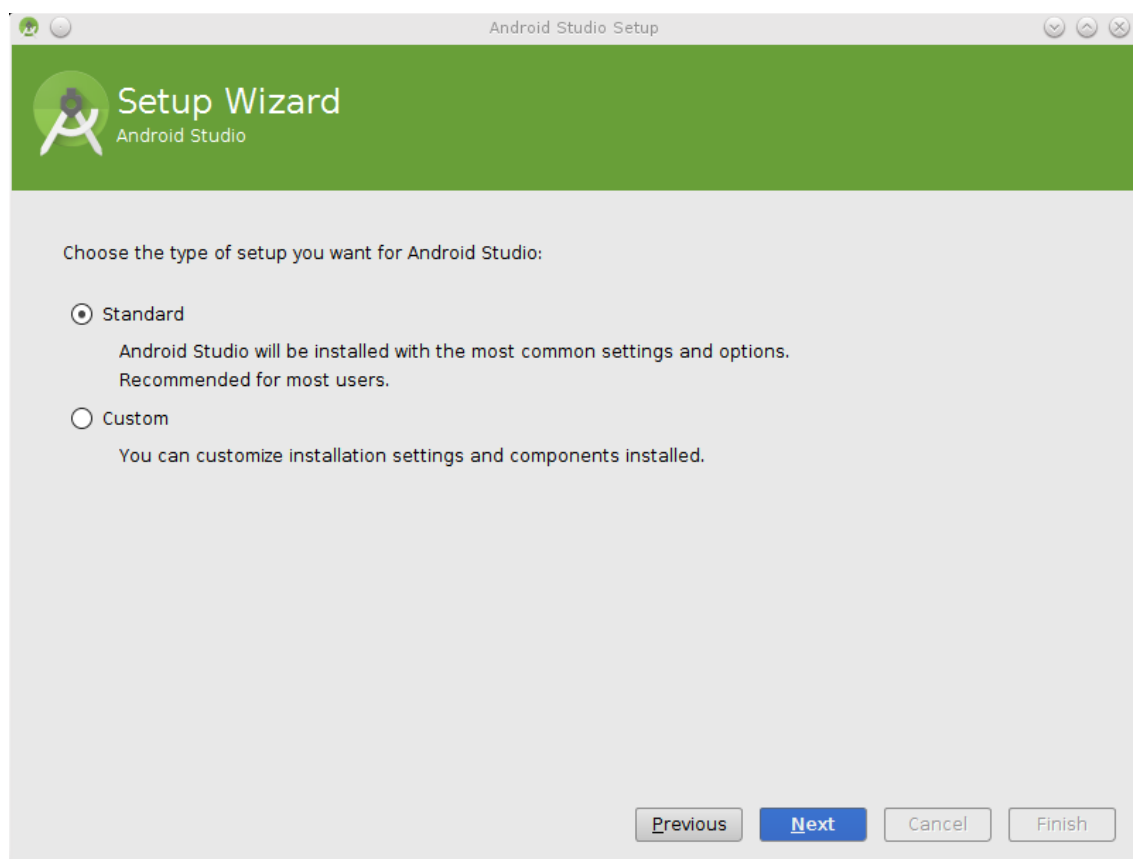 Android Studio Setup
Setup Wizard
Android Studio
Choose the type of setup you want for Android Studio:
Standard
Android Studio will be installed with the most common settings and options.
Recommended for most users.
Custom
You can customize installation settings and components installed.
Previous Next Cancel Finish